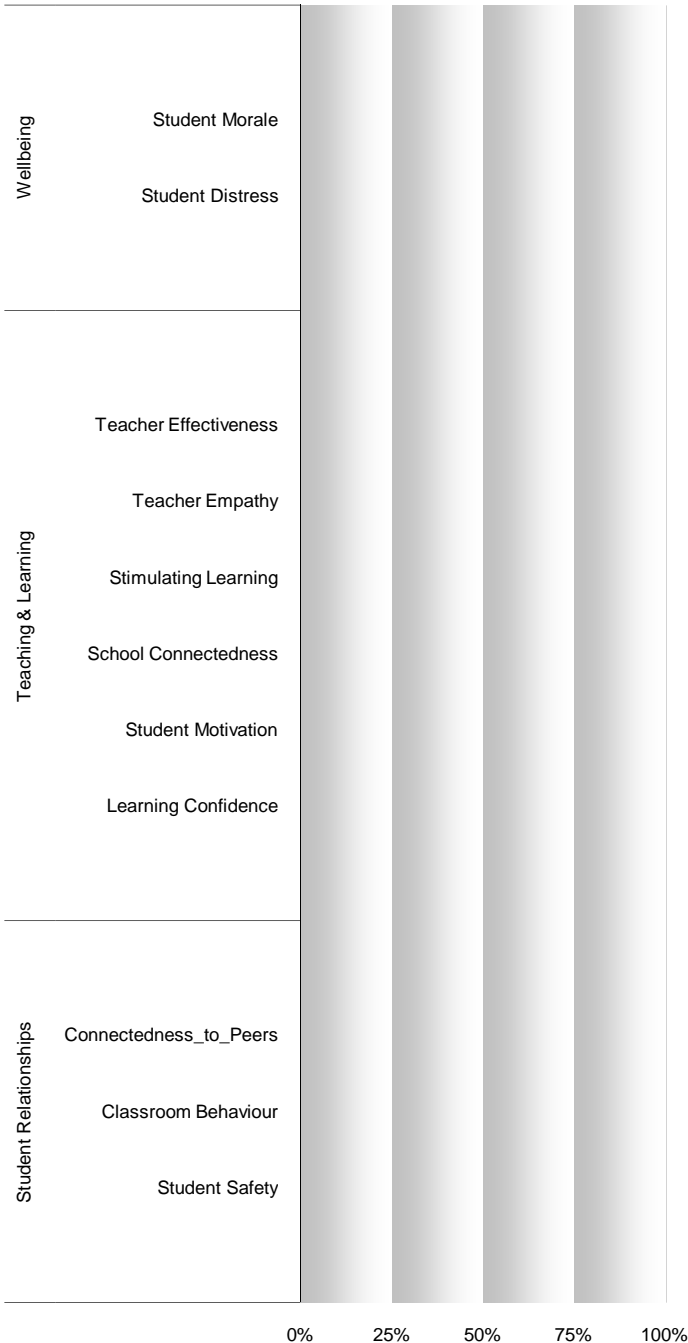 Wellbeing
Student Morale
Student Distress
Teaching & Learning
Teacher Effectiveness
Teacher Empathy
Stimulating Learning
School Connectedness
Student Motivation
Learning Confidence
Student Relationships
Connectedness_to_Peers
Classroom Behaviour
Student Safety
0% 25% 50% 75% 100%